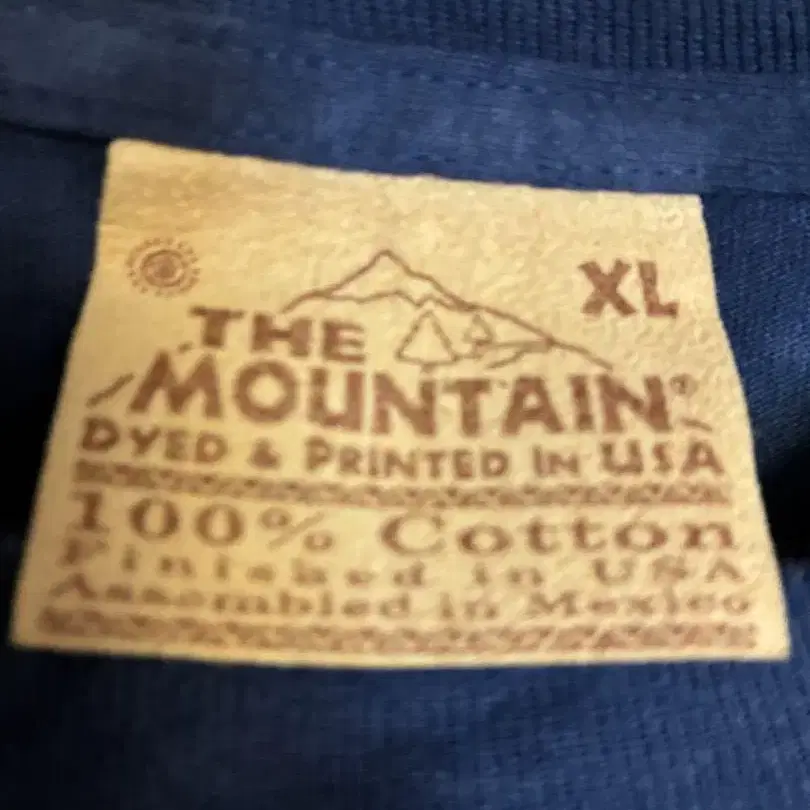 XL
THE
MOUNTAIN®
DYED & PRINTED IN USA
100% Cotton
Finished in USA
Assembled in Mexico